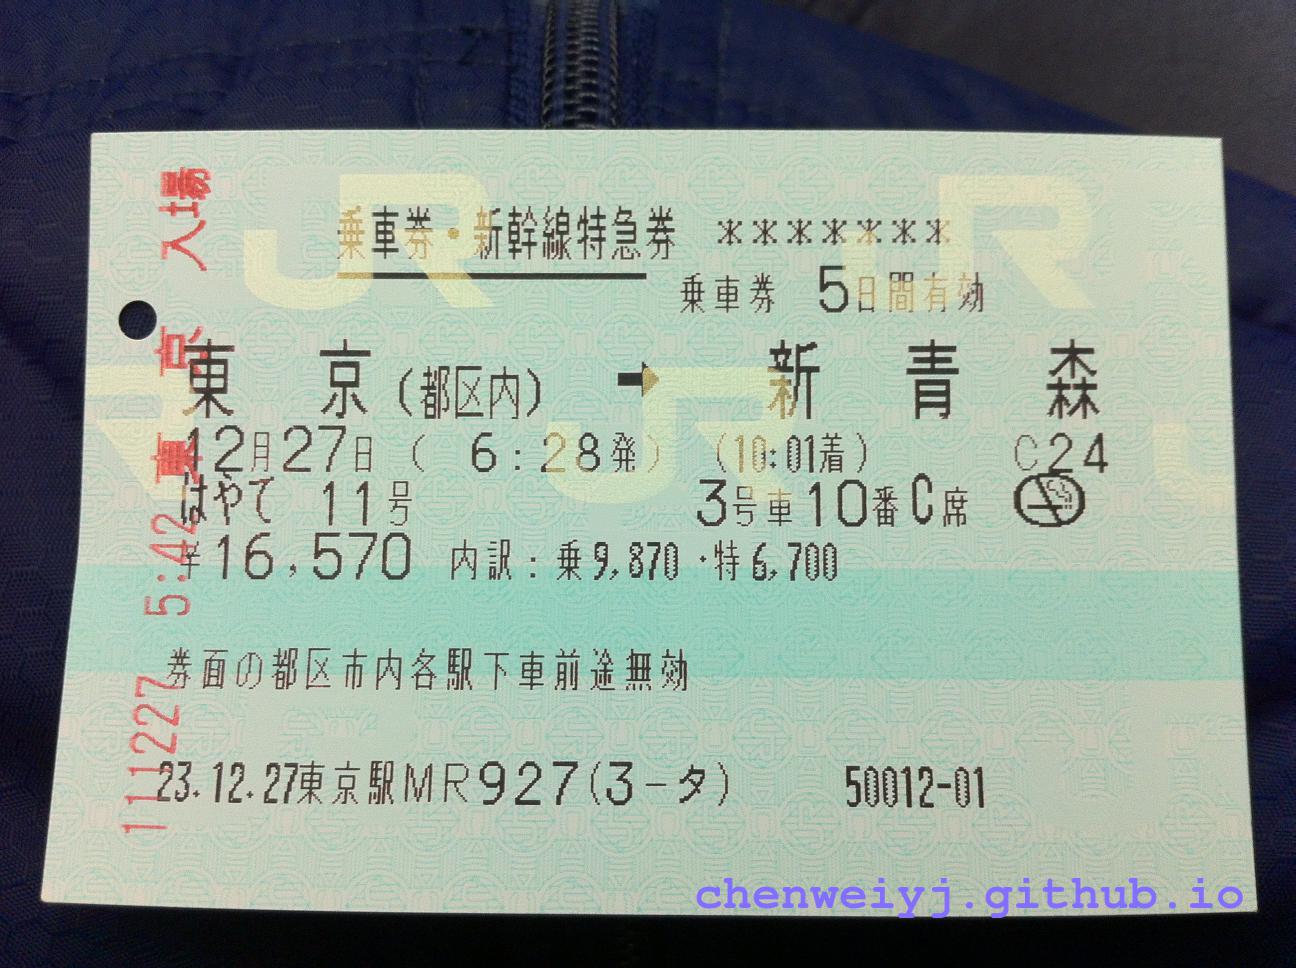 乗車券・新幹線特急券 *******
乗車券 5日間有効
東京(都区内) → 新青森
12月27日 ( 6:28発) (10:01着) C24
はやて 11号 3号車10番C席
¥16,570 内訳:乗9,870・特6,700
券面の都区市内各駅下車前途無効
23.12.27東京駅MR927(3-タ) 50012-01
111227 5:42 東京 入場
JR
JR
JR
chenweiyj.github.io